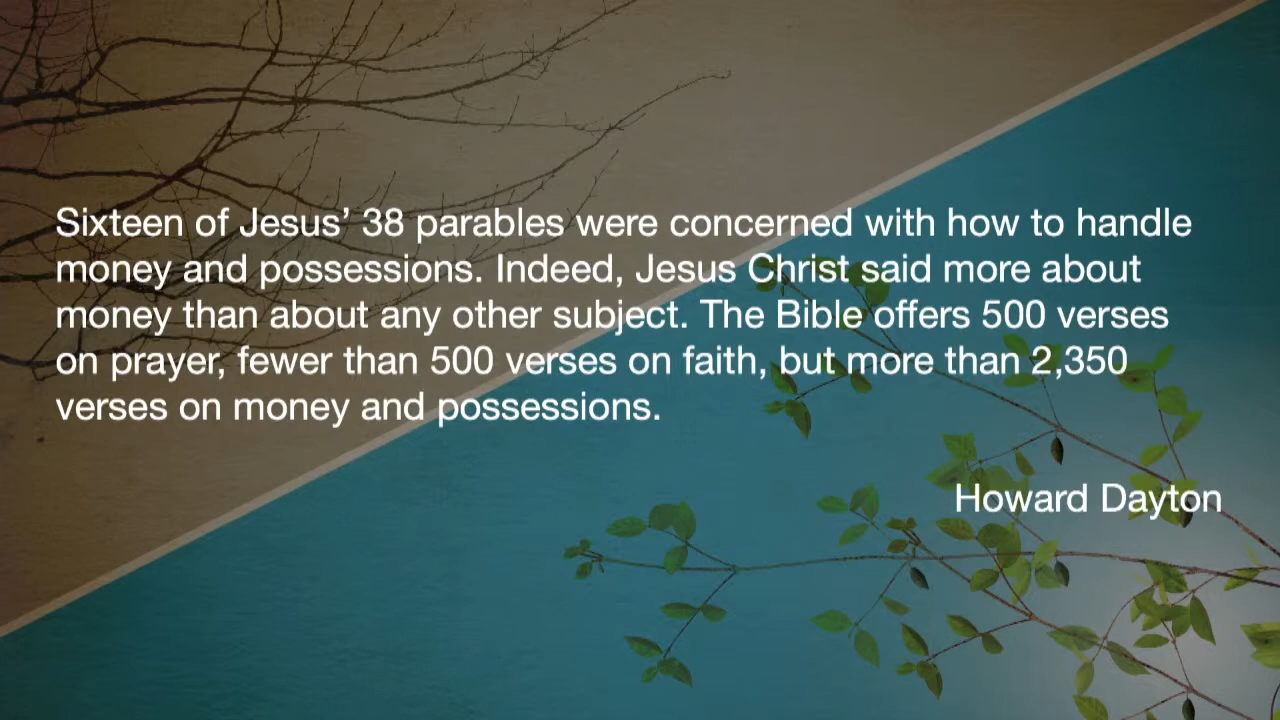 Sixteen of Jesus’ 38 parables were concerned with how to handle
money and possessions. Indeed, Jesus Christ said more about
money than about any other subject. The Bible offers 500 verses
on prayer, fewer than 500 verses on faith, but more than 2,350
verses on money and possessions.
Howard Dayton